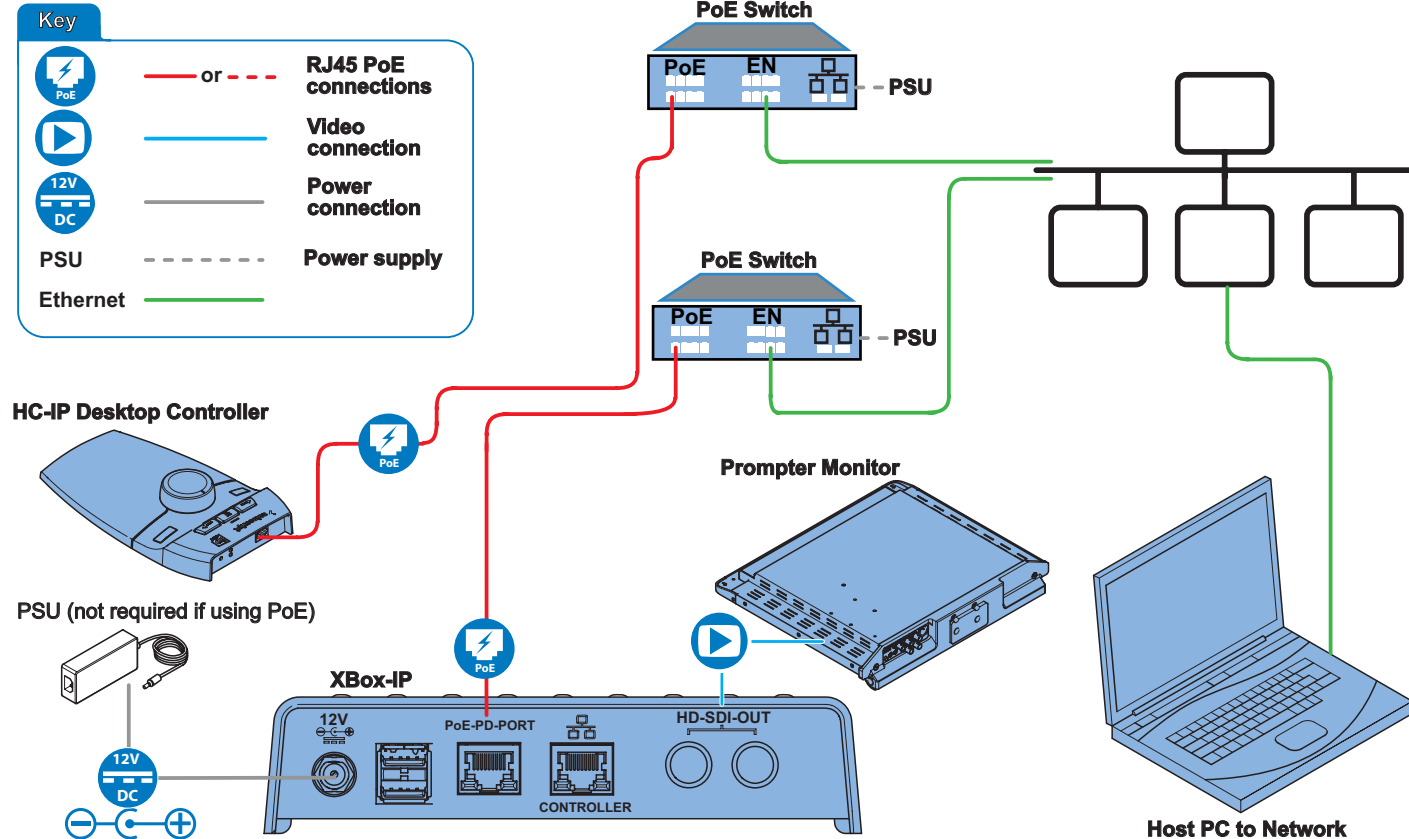 Key
PoE
or
RJ45 PoE
connections
Video
connection
12V
DC
Power
connection
PSU
Power supply
Ethernet
PoE Switch
PoE
EN
PSU
PoE Switch
PoE
EN
PSU
HC-IP Desktop Controller
PoE
Prompter Monitor
PSU (not required if using PoE)
PoE
XBox-IP
12V
PoE-PD-PORT
HD-SDI-OUT
CONTROLLER
12V
DC
Host PC to Network